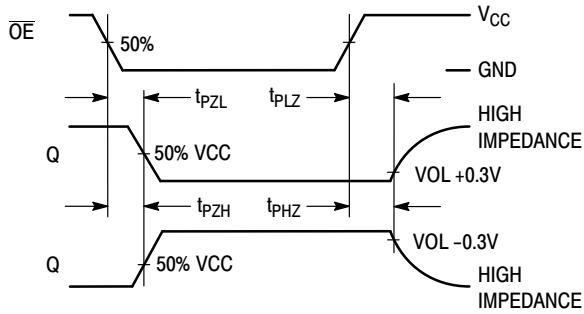 OE
50%
VCC
GND
tPZL
tPLZ
HIGH
IMPEDANCE
Q
50% VCC
VOL +0.3V
tPZH
tPHZ
VOL −0.3V
Q
50% VCC
HIGH
IMPEDANCE